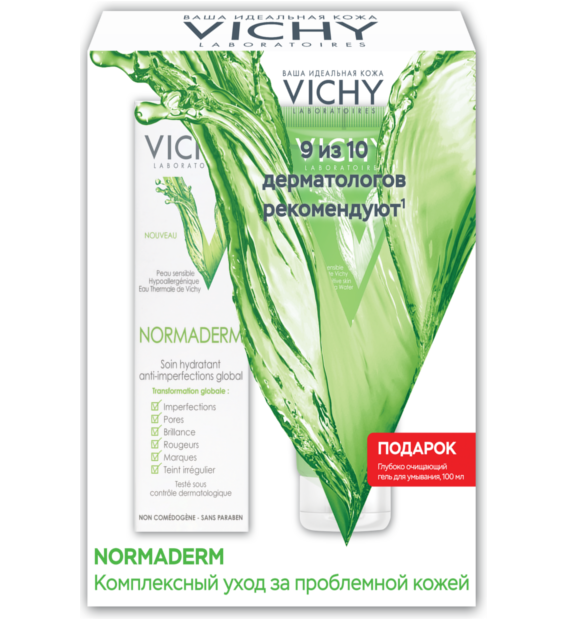 ВАША ИДЕАЛЬНАЯ КОЖА
VICHY
LABORATOIRES
ВАША ИДЕАЛЬНАЯ КОЖА
VICHY
LABORATOIRES
9 из 10
дерматологов
рекомендуют¹
NOUVEAU
Peau sensible
Hypoallergénique
Eau Thermale de Vichy
NORMADERM
Soin hydratant
anti-imperfections global
Transformation globale :
Imperfections
Pores
Brillance
Rougeurs
Marques
Teint irrégulier
Testé sous
contrôle dermatologique
NON COMÉDOGÈNE - SANS PARABEN
ПОДАРОК
Глубоко очищающий
гель для умывания, 100 мл
NORMADERM
Комплексный уход за проблемной кожей